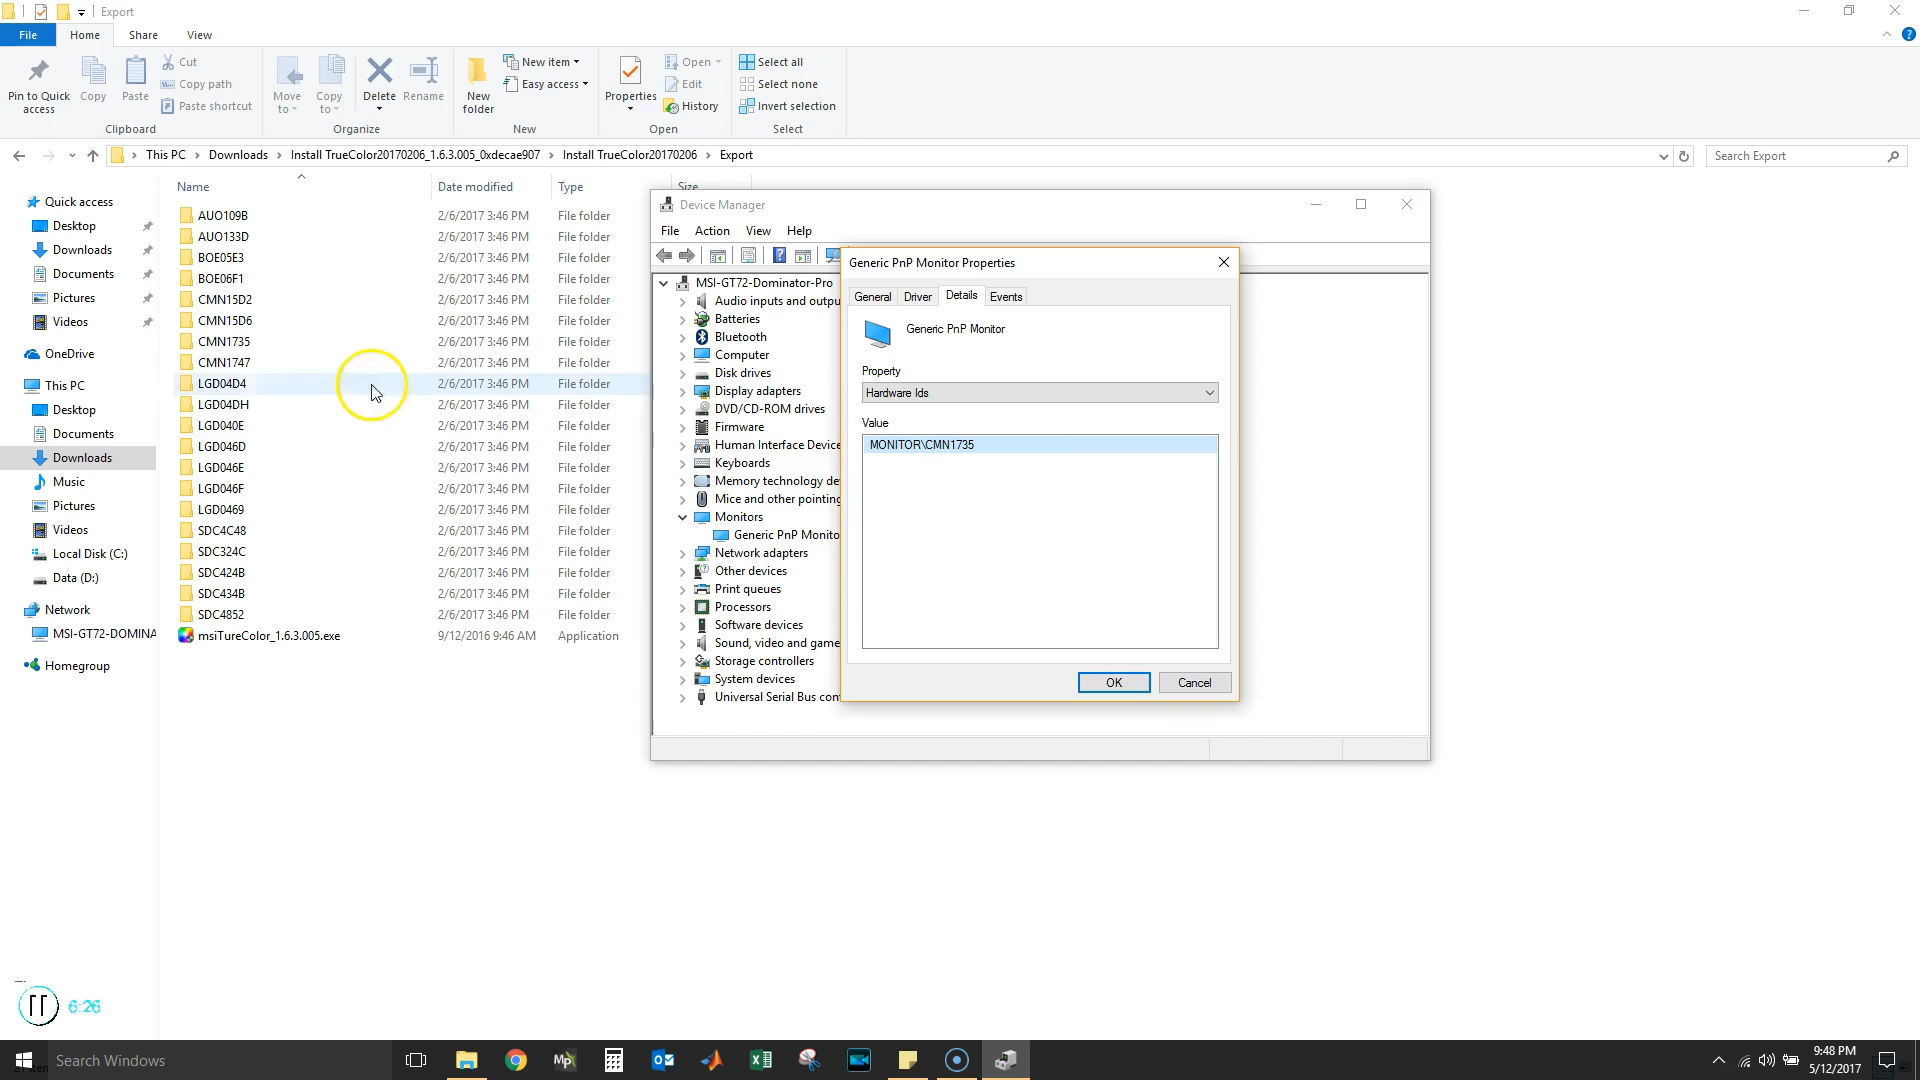 Export
File
Home
Share
View
Pin to Quick access
Copy
Paste
Cut
Copy path
Paste shortcut
Clipboard
Move to
Copy to
Delete
Rename
Organize
New folder
New item
Easy access
New
Properties
Open
Edit
History
Open
Select all
Select none
Invert selection
Select
This PC
Downloads
Install TrueColor20170206_1.6.3.005_0xdecae907
Install TrueColor20170206
Export
Search Export
Name
Date modified
Type
Size
Quick access
Desktop
Downloads
Documents
Pictures
Videos
OneDrive
This PC
Desktop
Documents
Downloads
Music
Pictures
Videos
Local Disk (C:)
Data (D:)
Network
MSI-GT72-DOMINA
Homegroup
AUO109B 2/6/2017 3:46 PM File folder
AUO133D 2/6/2017 3:46 PM File folder
BOE05E3 2/6/2017 3:46 PM File folder
BOE06F1 2/6/2017 3:46 PM File folder
CMN15D2 2/6/2017 3:46 PM File folder
CMN15D6 2/6/2017 3:46 PM File folder
CMN1735 2/6/2017 3:46 PM File folder
CMN1747 2/6/2017 3:46 PM File folder
LGD04D4 2/6/2017 3:46 PM File folder
LGD04DH 2/6/2017 3:46 PM File folder
LGD040E 2/6/2017 3:46 PM File folder
LGD046D 2/6/2017 3:46 PM File folder
LGD046E 2/6/2017 3:46 PM File folder
LGD046F 2/6/2017 3:46 PM File folder
LGD0469 2/6/2017 3:46 PM File folder
SDC4C48 2/6/2017 3:46 PM File folder
SDC324C 2/6/2017 3:46 PM File folder
SDC424B 2/6/2017 3:46 PM File folder
SDC434B 2/6/2017 3:46 PM File folder
SDC4852 2/6/2017 3:46 PM File folder
msiTureColor_1.6.3.005.exe 9/12/2016 9:46 AM Application
Device Manager
File Action View Help
MSI-GT72-Dominator-Pro
Audio inputs and outpu
Batteries
Bluetooth
Computer
Disk drives
Display adapters
DVD/CD-ROM drives
Firmware
Human Interface Device
Keyboards
Memory technology de
Mice and other pointing
Monitors
Generic PnP Monito
Network adapters
Other devices
Print queues
Processors
Software devices
Sound, video and game
Storage controllers
System devices
Universal Serial Bus con
Generic PnP Monitor Properties
General Driver Details Events
Generic PnP Monitor
Property
Hardware Ids
Value
MONITOR\CMN1735
OK
Cancel
6:26
Search Windows
Mp
9:48 PM
5/12/2017